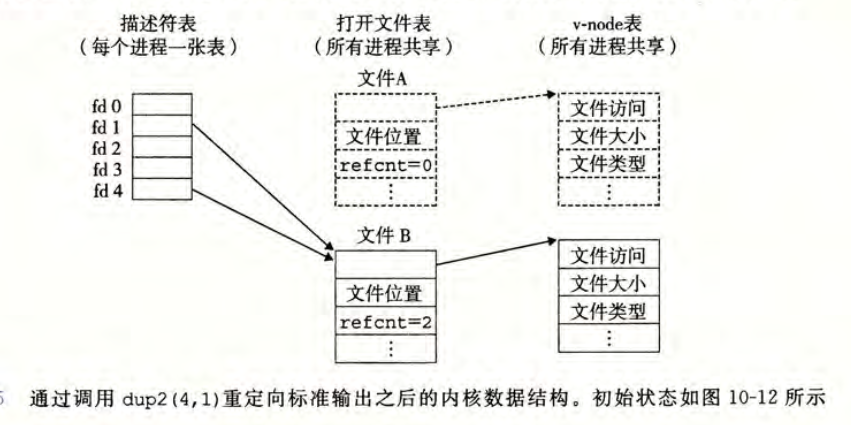 描述符表 打开文件表 v-node表
（每个进程一张表） （所有进程共享） （所有进程共享）
文件A
fd 0
fd 1
fd 2
fd 3
fd 4
文件位置
refcnt=0
⋮
文件访问
文件大小
文件类型
⋮
文件 B
文件位置
refcnt=2
⋮
文件访问
文件大小
文件类型
⋮
5 通过调用 dup2(4,1)重定向标准输出之后的内核数据结构。初始状态如图 10-12 所示